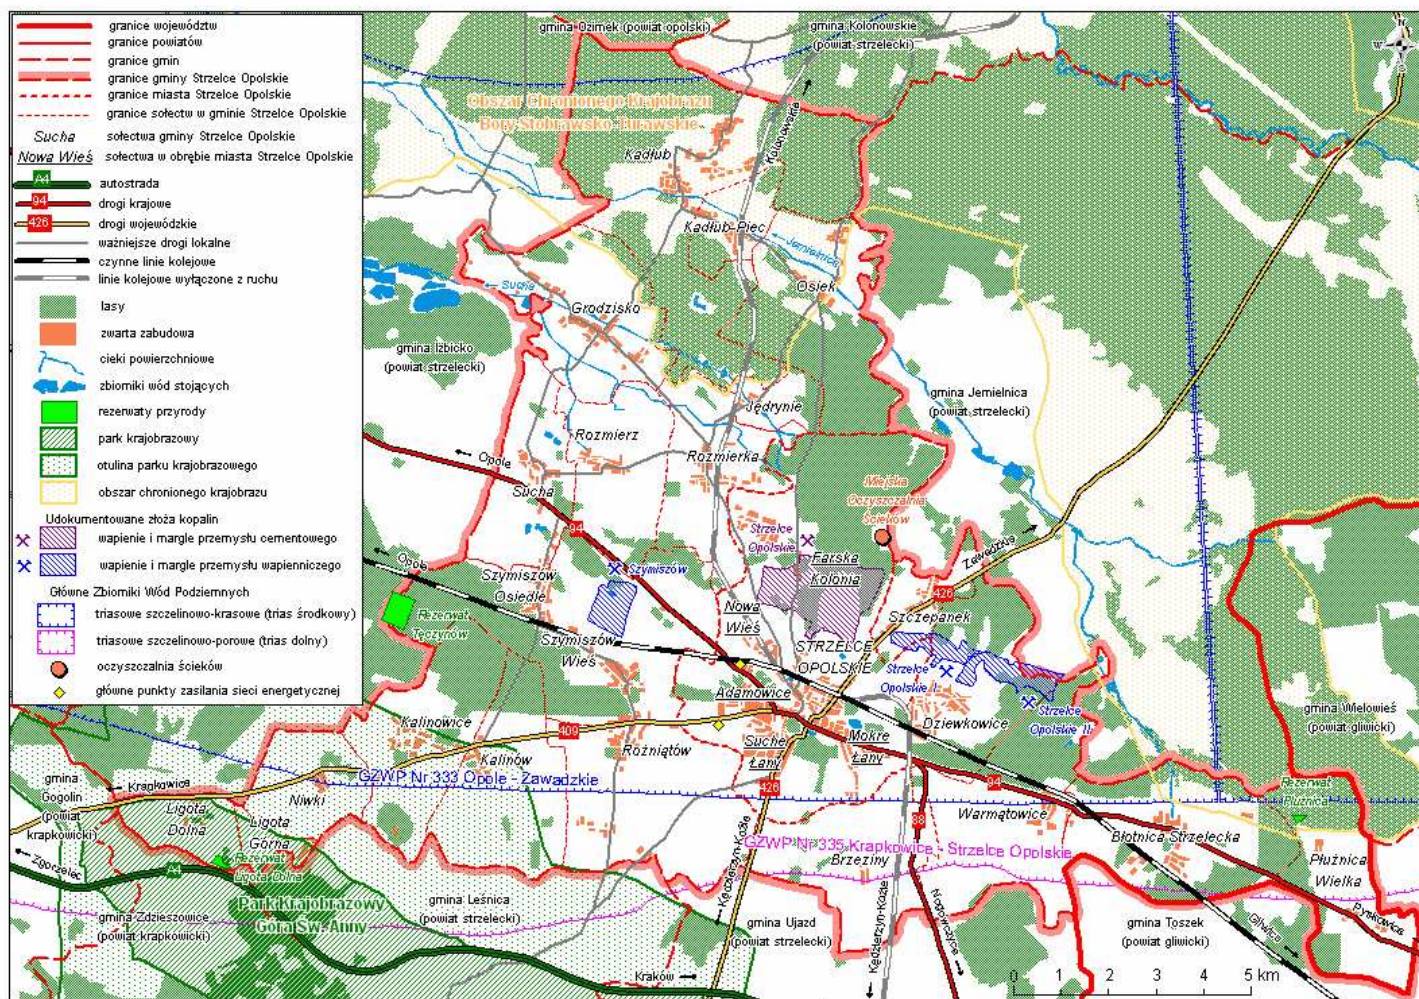 granice województw
granice powiatów
granice gmin
granice gminy Strzelce Opolskie
granice miasta Strzelce Opolskie
granice sołectw w gminie Strzelce Opolskie
Sucha sołectwa gminy Strzelce Opolskie
Nowa Wieś sołectwa w obrębie miasta Strzelce Opolskie
A4 autostrada
94 drogi krajowe
426 drogi wojewódzkie
ważniejsze drogi lokalne
czynne linie kolejowe
linie kolejowe wyłączone z ruchu
lasy
zwarta zabudowa
cieki powierzchniowe
zbiorniki wód stojących
rezerwaty przyrody
park krajobrazowy
otulina parku krajobrazowego
obszar chronionego krajobrazu
Udokumentowane złoża kopalin
wapienie i margle przemysłu cementowego
wapienie i margle przemysłu wapienniczego
Główne Zbiorniki Wód Podziemnych
triasowe szczelinowo-krasowe (trias środkowy)
triasowe szczelinowo-porowe (trias dolny)
oczyszczalnia ścieków
główne punkty zasilania sieci energetycznej
gmina Ozimek (powiat opolski)
gmina Kolonowskie
(powiat strzelecki)
N
W
Obszar Chronionego Krajobrazu
Bory Stobrawsko-Turawskie
Kolonowskie
Kadłub
Kadłub-Piec
Jemielnica
Osiek
Sucha
Grodzisko
gmina Izbicko
(powiat strzelecki)
gmina Jemielnica
(powiat strzelecki)
Jędrynie
Rozmierz
Rozmierka
Opole
Sucha
Miejska
Oczyszczalnia
Ścieków
94
Strzelce
Opolskie
Zawadzkie
Opole
Szymiszów
Osiedle
Szymiszów
Farska
Kolonia
426
Szczepanek
Rezerwat
Tęczynów
Nowa
Wieś
Szymiszów
Wieś
STRZELCE
OPOLSKIE
Strzelce
Opolskie I
Strzelce
Opolskie II
Adamowice
Dziewkowice
gmina Wielowieś
(powiat gliwicki)
Kalinowice
409
Rożniątów
Kalinów
Suche
Łany
Mokre
Łany
GZWP Nr 333 Opole - Zawadzkie
gmina
Gogolin
(powiat
krapkowicki)
Krapkowice
Niwki
426
94
Rezerwat
Płużnica
Ligota
Dolna
Ligota
Górna
88
Warmątowice
Błotnica Strzelecka
GZWP Nr 335 Krapkowice - Strzelce Opolskie
Brzeziny
Płużnica
Wielka
Zgorzelec
A4
Rezerwat
Ligota Dolna
Park Krajobrazowy
Góra Św. Anny
gmina Zdzieszowice
(powiat krapkowicki)
gmina Leśnica
(powiat strzelecki)
Kędzierzyn-Koźle
gmina Ujazd
(powiat strzelecki)
Kędzierzyn-Koźle
Nogowczyce
gmina Toszek
(powiat gliwicki)
Gliwice
Pyskowice
Kraków
0 1 2 3 4 5 km